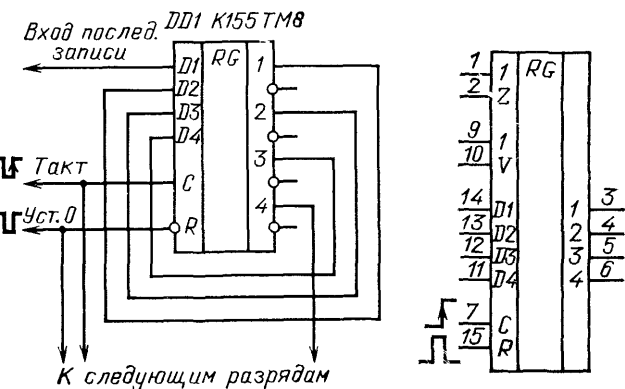 DD1 К155ТМ8
Вход послед.
записи
D1 RG 1
D2
D3 2
D4
3
Такт C
4
Уст.0 R
К следующим разрядам
1 1 RG
2 Z
9 1
10 V
14 D1 1 3
13 D2 2 4
12 D3 3 5
11 D4 4 6
7 C
15 R